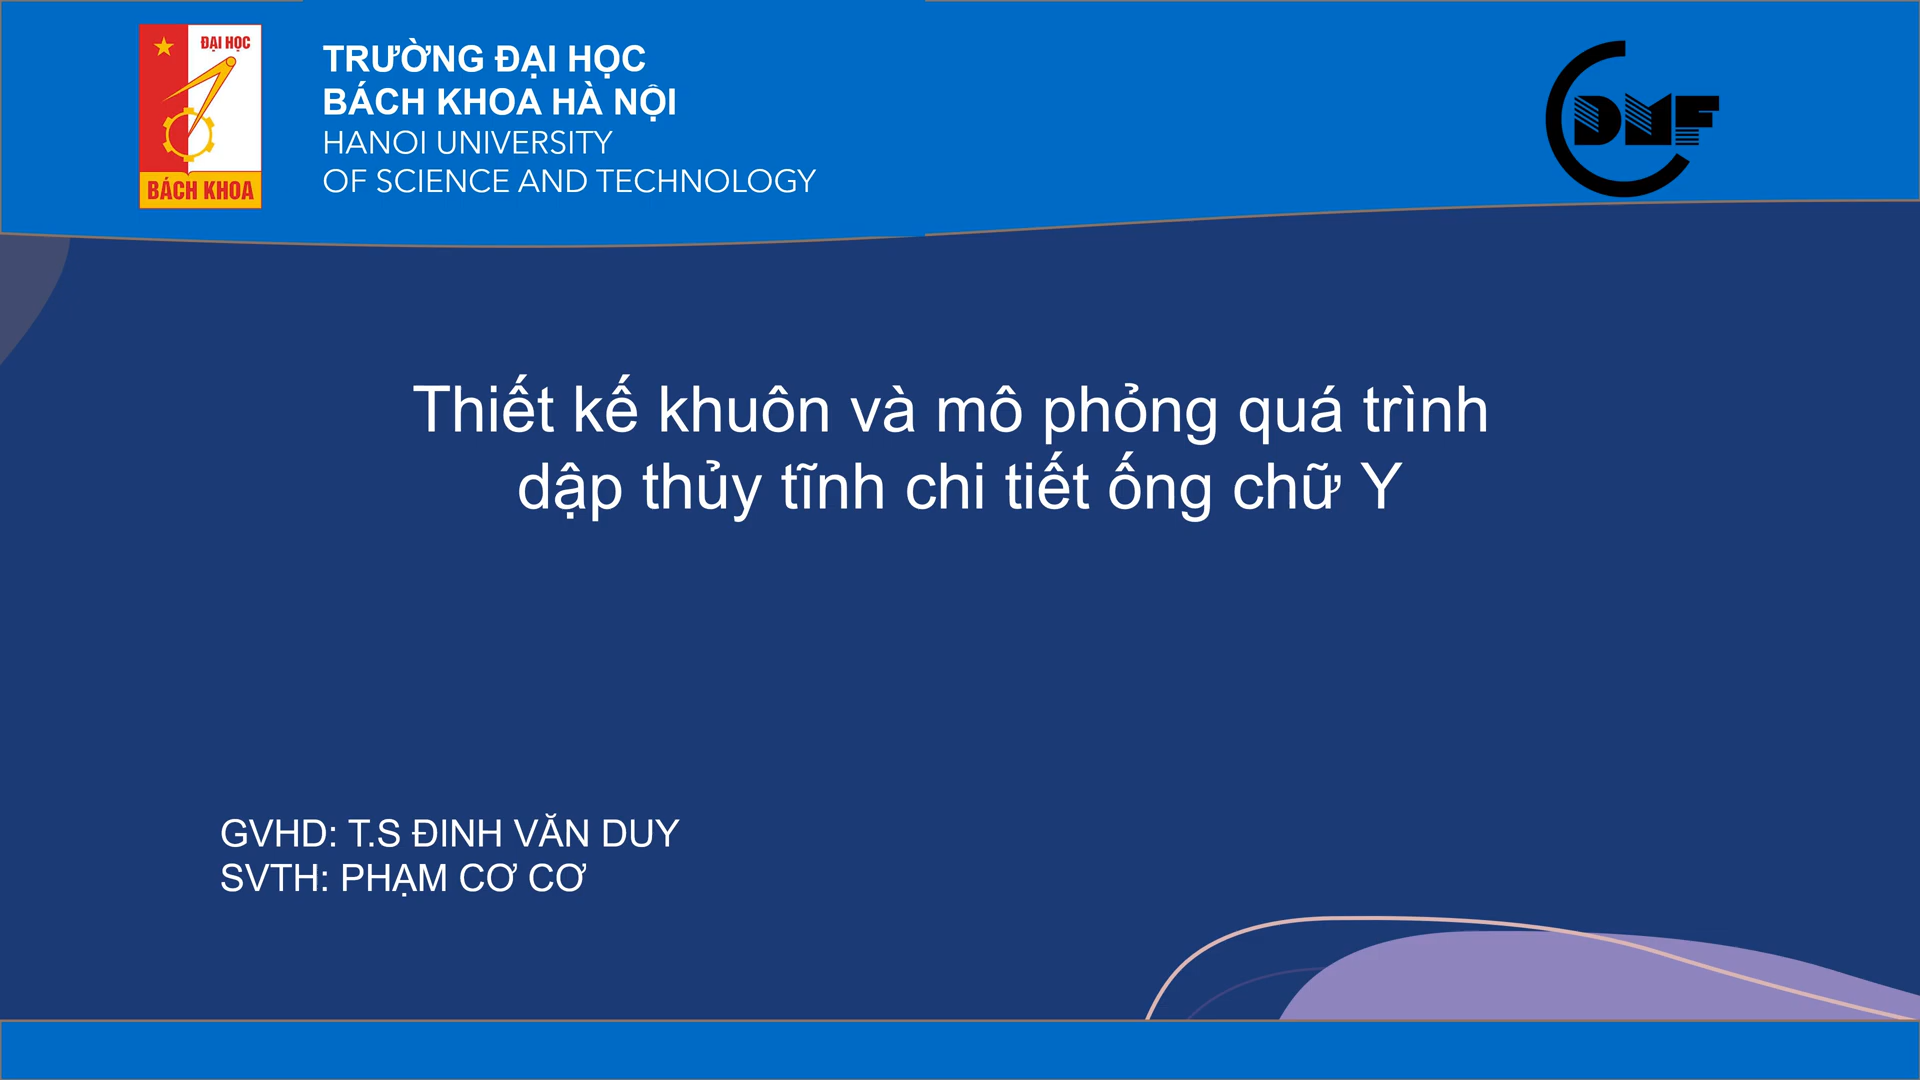 ĐẠI HỌC
BÁCH KHOA
TRƯỜNG ĐẠI HỌC
BÁCH KHOA HÀ NỘI
HANOI UNIVERSITY
OF SCIENCE AND TECHNOLOGY
DMF
Thiết kế khuôn và mô phỏng quá trình
dập thủy tĩnh chi tiết ống chữ Y
GVHD: T.S ĐINH VĂN DUY
SVTH: PHẠM CƠ CƠ